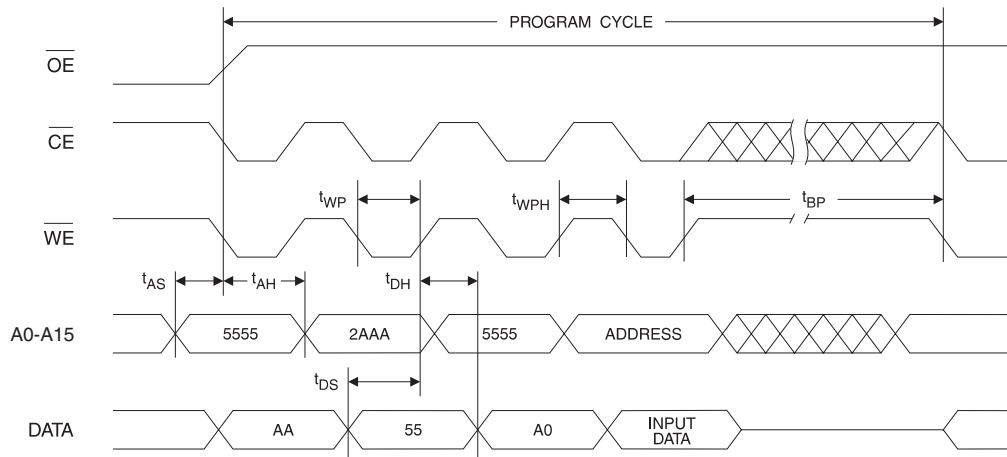 PROGRAM CYCLE
OE
CE
tWP
tWPH
tBP
WE
tAS
tAH
tDH
A0-A15
5555
2AAA
5555
ADDRESS
tDS
DATA
AA
55
A0
INPUT
DATA